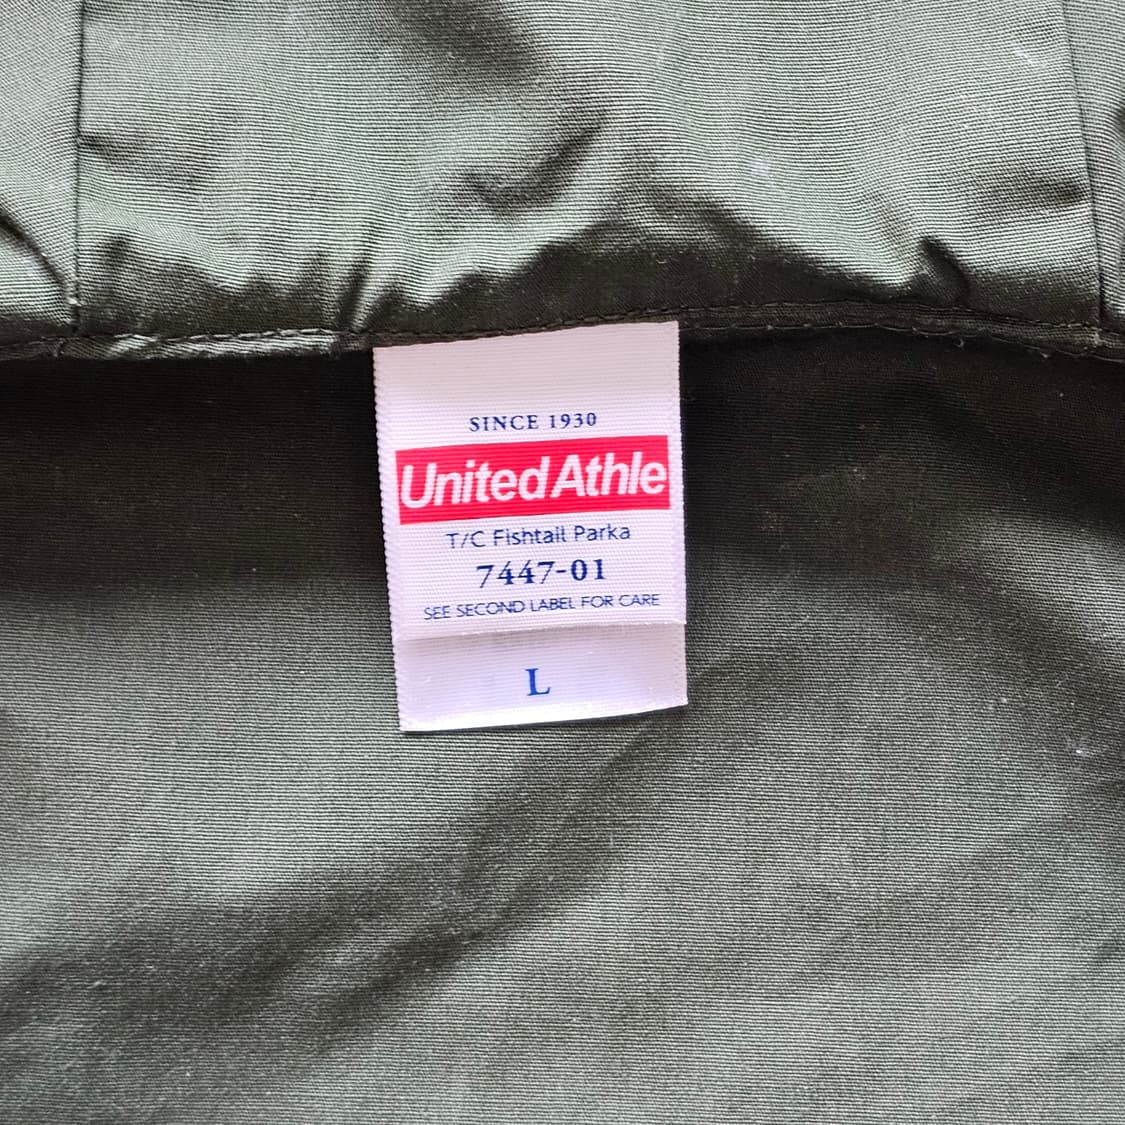 SINCE 1930
United Athle
T/C Fishtail Parka
7447-01
SEE SECOND LABEL FOR CARE
L